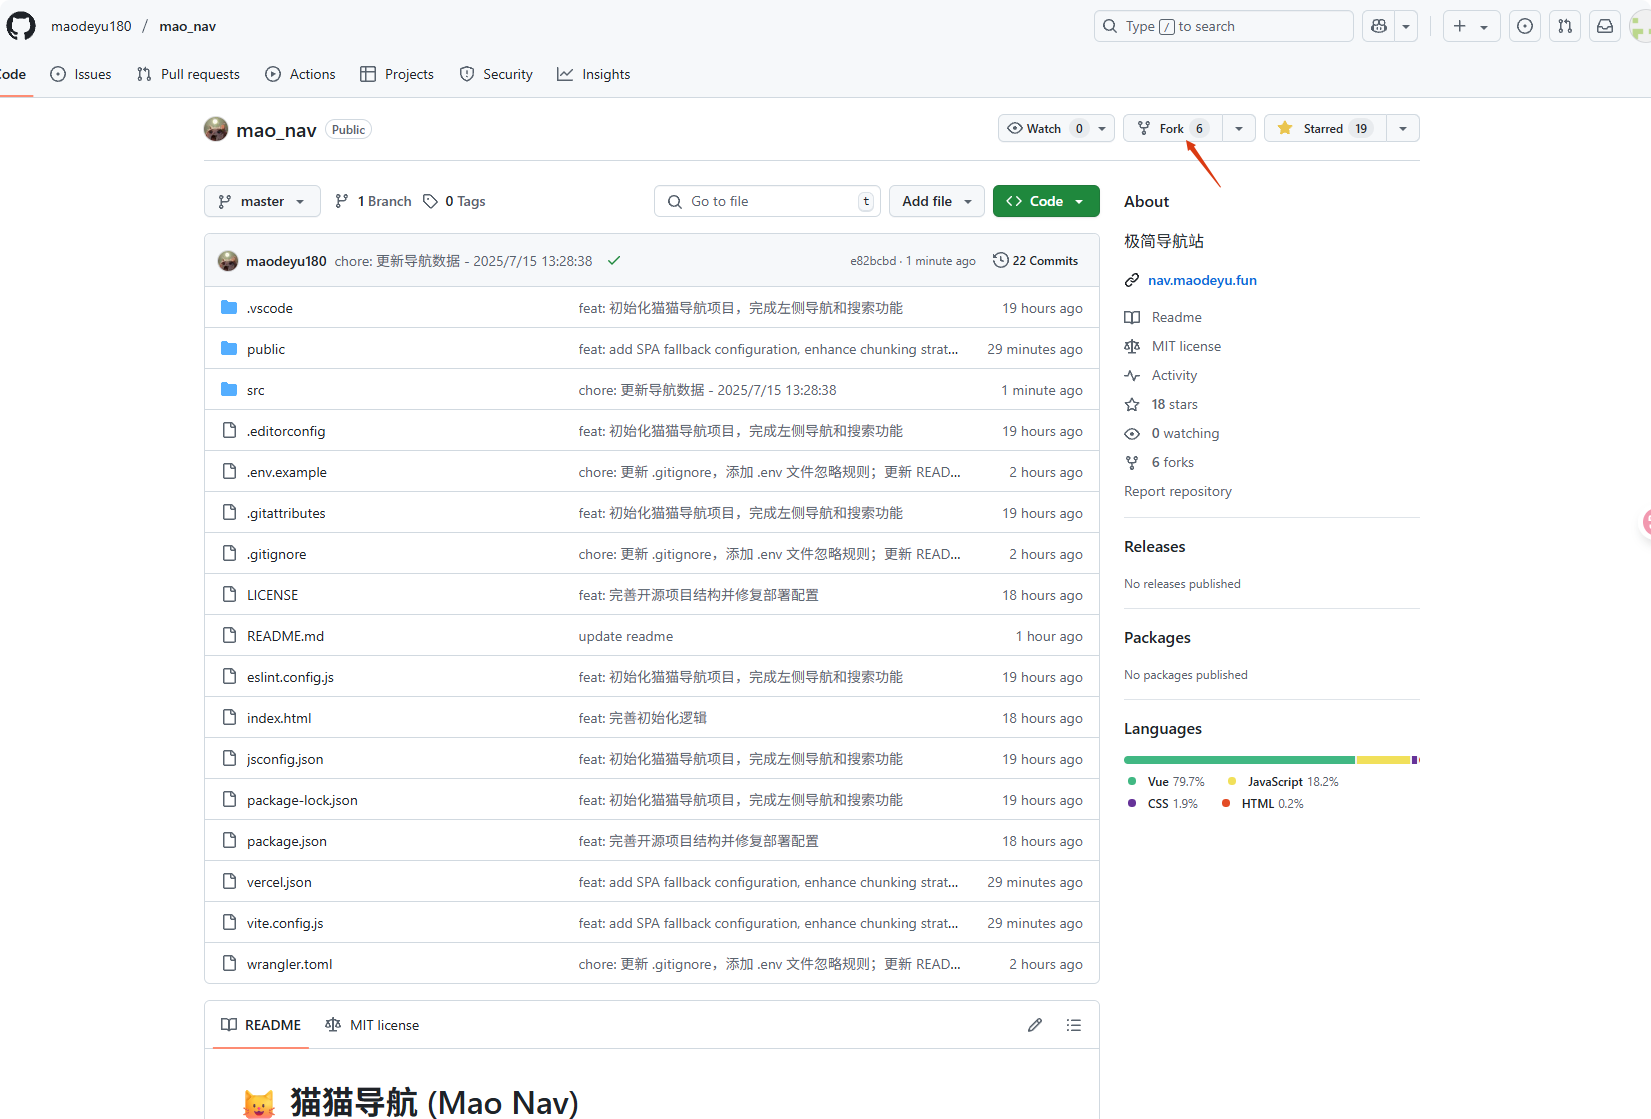 maodeyu180 / mao_nav
Type / to search
Code Issues Pull requests Actions Projects Security Insights
mao_nav Public
Watch 0 Fork 6 Starred 19
master 1 Branch 0 Tags Go to file t Add file Code
maodeyu180 chore: 更新导航数据 - 2025/7/15 13:28:38 e82bcbd · 1 minute ago 22 Commits
.vscode feat: 初始化猫猫导航项目，完成左侧导航和搜索功能 19 hours ago
public feat: add SPA fallback configuration, enhance chunking strat... 29 minutes ago
src chore: 更新导航数据 - 2025/7/15 13:28:38 1 minute ago
.editorconfig feat: 初始化猫猫导航项目，完成左侧导航和搜索功能 19 hours ago
.env.example chore: 更新 .gitignore，添加 .env 文件忽略规则；更新 READ... 2 hours ago
.gitattributes feat: 初始化猫猫导航项目，完成左侧导航和搜索功能 19 hours ago
.gitignore chore: 更新 .gitignore，添加 .env 文件忽略规则；更新 READ... 2 hours ago
LICENSE feat: 完善开源项目结构并修复部署配置 18 hours ago
README.md update readme 1 hour ago
eslint.config.js feat: 初始化猫猫导航项目，完成左侧导航和搜索功能 19 hours ago
index.html feat: 完善初始化逻辑 18 hours ago
jsconfig.json feat: 初始化猫猫导航项目，完成左侧导航和搜索功能 19 hours ago
package-lock.json feat: 初始化猫猫导航项目，完成左侧导航和搜索功能 19 hours ago
package.json feat: 完善开源项目结构并修复部署配置 18 hours ago
vercel.json feat: add SPA fallback configuration, enhance chunking strat... 29 minutes ago
vite.config.js feat: add SPA fallback configuration, enhance chunking strat... 29 minutes ago
wrangler.toml chore: 更新 .gitignore，添加 .env 文件忽略规则；更新 READ... 2 hours ago
README MIT license
猫猫导航 (Mao Nav)
About
极简导航站
nav.maodeyu.fun
Readme
MIT license
Activity
18 stars
0 watching
6 forks
Report repository
Releases
No releases published
Packages
No packages published
Languages
Vue 79.7% JavaScript 18.2%
CSS 1.9% HTML 0.2%